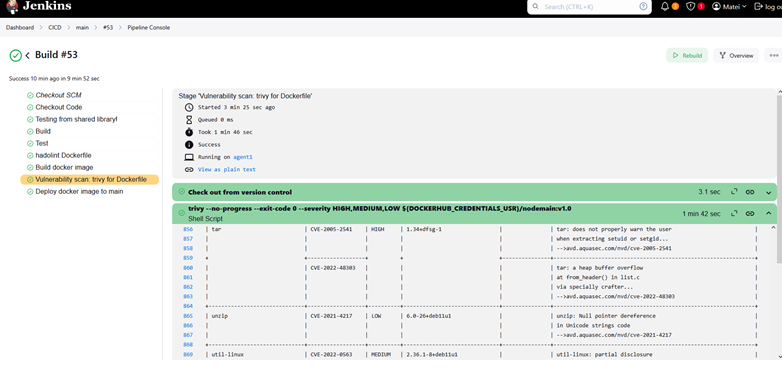 Jenkins
Search (CTRL+K)
1
1
Matei
log ou
Dashboard > CICD > main > #53 > Pipeline Console
Build #53
Rebuild
Overview
Success 10 min ago in 9 min 52 sec
Checkout SCM
Checkout Code
Testing from shared library!
Build
Test
hadolint Dockerfile
Build docker image
Vulnerability scan: trivy for Dockerfile
Deploy docker image to main
Stage 'Vulnerability scan: trivy for Dockerfile'
Started 3 min 25 sec ago
Queued 0 ms
Took 1 min 46 sec
Success
Running on agent1
View as plain text
Check out from version control 3.1 sec
trivy --no-progress --exit-code 0 --severity HIGH,MEDIUM,LOW ${DOCKERHUB_CREDENTIALS_USR}/nodemain:v1.0
Shell Script
1 min 42 sec
856 | tar | CVE-2005-2541 | HIGH | 1.34+dfsg-1 | | tar: does not properly warn the user |
857 | | | | | | when extracting setuid or setgid... |
858 | | | | | | -->avd.aquasec.com/nvd/cve-2005-2541 |
859
860 | | CVE-2022-48303 | | | | tar: a heap buffer overflow |
861 | | | | | | at from_header() in list.c |
862 | | | | | | via specially crafter... |
863 | | | | | | -->avd.aquasec.com/nvd/cve-2022-48303 |
864
865 | unzip | CVE-2021-4217 | LOW | 6.0-26+deb11u1 | | unzip: Null pointer dereference |
866 | | | | | | in Unicode strings code |
867 | | | | | | -->avd.aquasec.com/nvd/cve-2021-4217 |
868
869 | util-linux | CVE-2022-0563 | MEDIUM | 2.36.1-8+deb11u1 | | util-linux: partial disclosure |